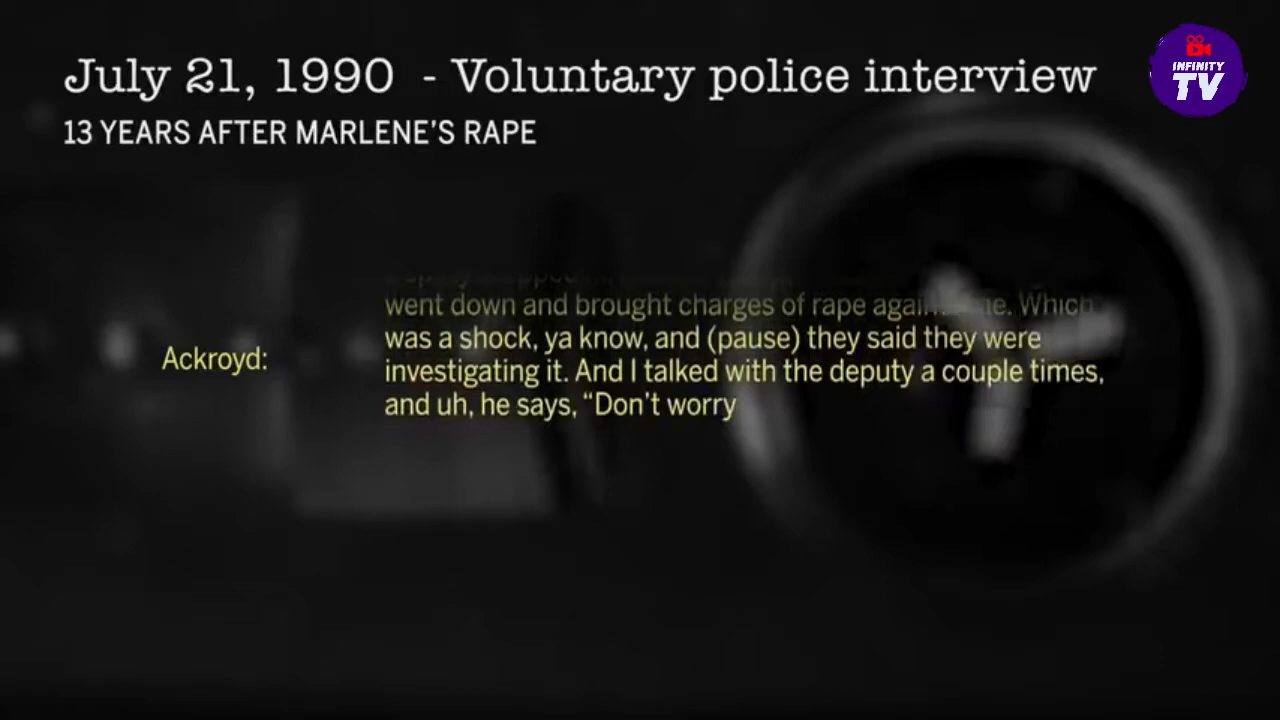 July 21, 1990 - Voluntary police interview
INFINITY
TV
13 YEARS AFTER MARLENE'S RAPE
went down and brought charges of rape Which
was a shock, ya know, and (pause) they said they were
Ackroyd:
investigating it. And I talked with the deputy a couple times,
and uh, he says, “Don't worry